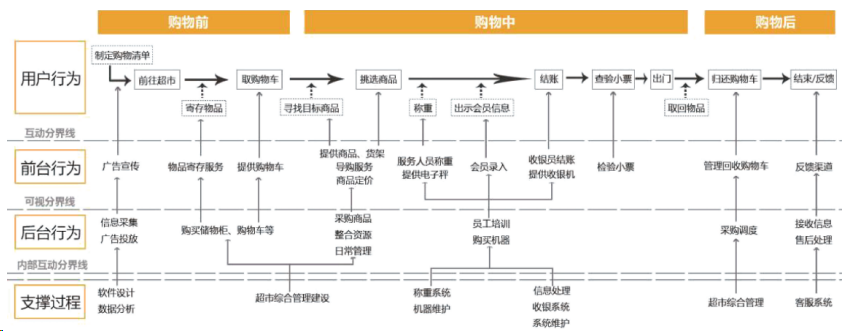 购物前 购物中 购物后
制定购物清单
用户行为 前往超市 取购物车 挑选商品 结账 查验小票 出门 归还购物车 结束/反馈
寄存物品 寻找目标商品 称重 出示会员信息 取回物品
互动分界线
前台行为 广告宣传 物品寄存服务 提供购物车 提供商品、货架 服务人员称重 会员录入 收银员结账 检验小票 管理回收购物车 反馈渠道
导购服务 提供电子秤 提供收银机
商品定价
可视分界线
后台行为 信息采集 购买储物柜、购物车等 采购商品 员工培训 采购调度 接收信息
广告投放 整合资源 购买机器 售后处理
日常管理
内部互动分界线
支撑过程 软件设计 超市综合管理建设 称重系统 信息处理 超市综合管理 客服系统
数据分析 机器维护 收银系统
系统维护